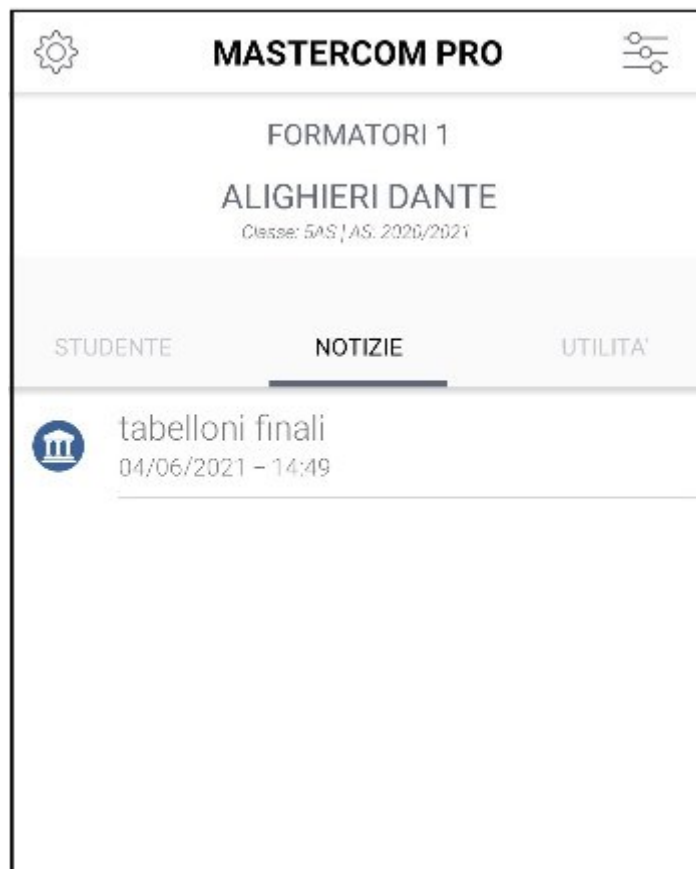 MASTERCOM PRO
FORMATORI 1
ALIGHIERI DANTE
Classe: 5AS | AS: 2020/2021
STUDENTE NOTIZIE UTILITA'
tabelloni finali
04/06/2021 – 14:49